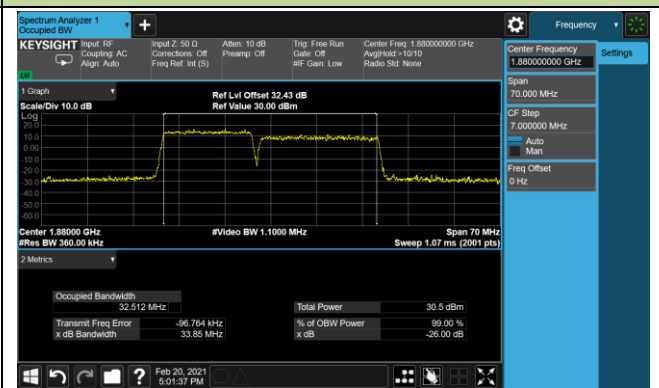 Spectrum Analyzer 1
Occupied BW
Frequency
KEYSIGHT
Input: RF
Coupling: AC
Align: Auto
Input Z: 50 Ω
Corrections: Off
Freq Ref: Int (S)
Atten: 10 dB
Preamp: Off
Trig: Free Run
Gate: Off
#IF Gain: Low
Center Freq: 1.880000000 GHz
Avg|Hold:>10/10
Radio Std: None
Center Frequency
1.880000000 GHz
Settings
Span
70.000 MHz
CF Step
7.000000 MHz
Auto
Man
Freq Offset
0 Hz
1 Graph
Scale/Div 10.0 dB
Ref Lvl Offset 32.43 dB
Ref Value 30.00 dBm
Log
20.0
10.0
0.00
-10.0
-20.0
-30.0
-40.0
-50.0
-60.0
Center 1.88000 GHz
#Video BW 1.1000 MHz
Span 70 MHz
#Res BW 360.00 kHz
Sweep 1.07 ms (2001 pts)
2 Metrics
Occupied Bandwidth
32.512 MHz
Total Power
30.5 dBm
Transmit Freq Error
-96.764 kHz
% of OBW Power
99.00 %
x dB Bandwidth
33.85 MHz
x dB
-26.00 dB
?
Feb 20, 2021
5:01:37 PM